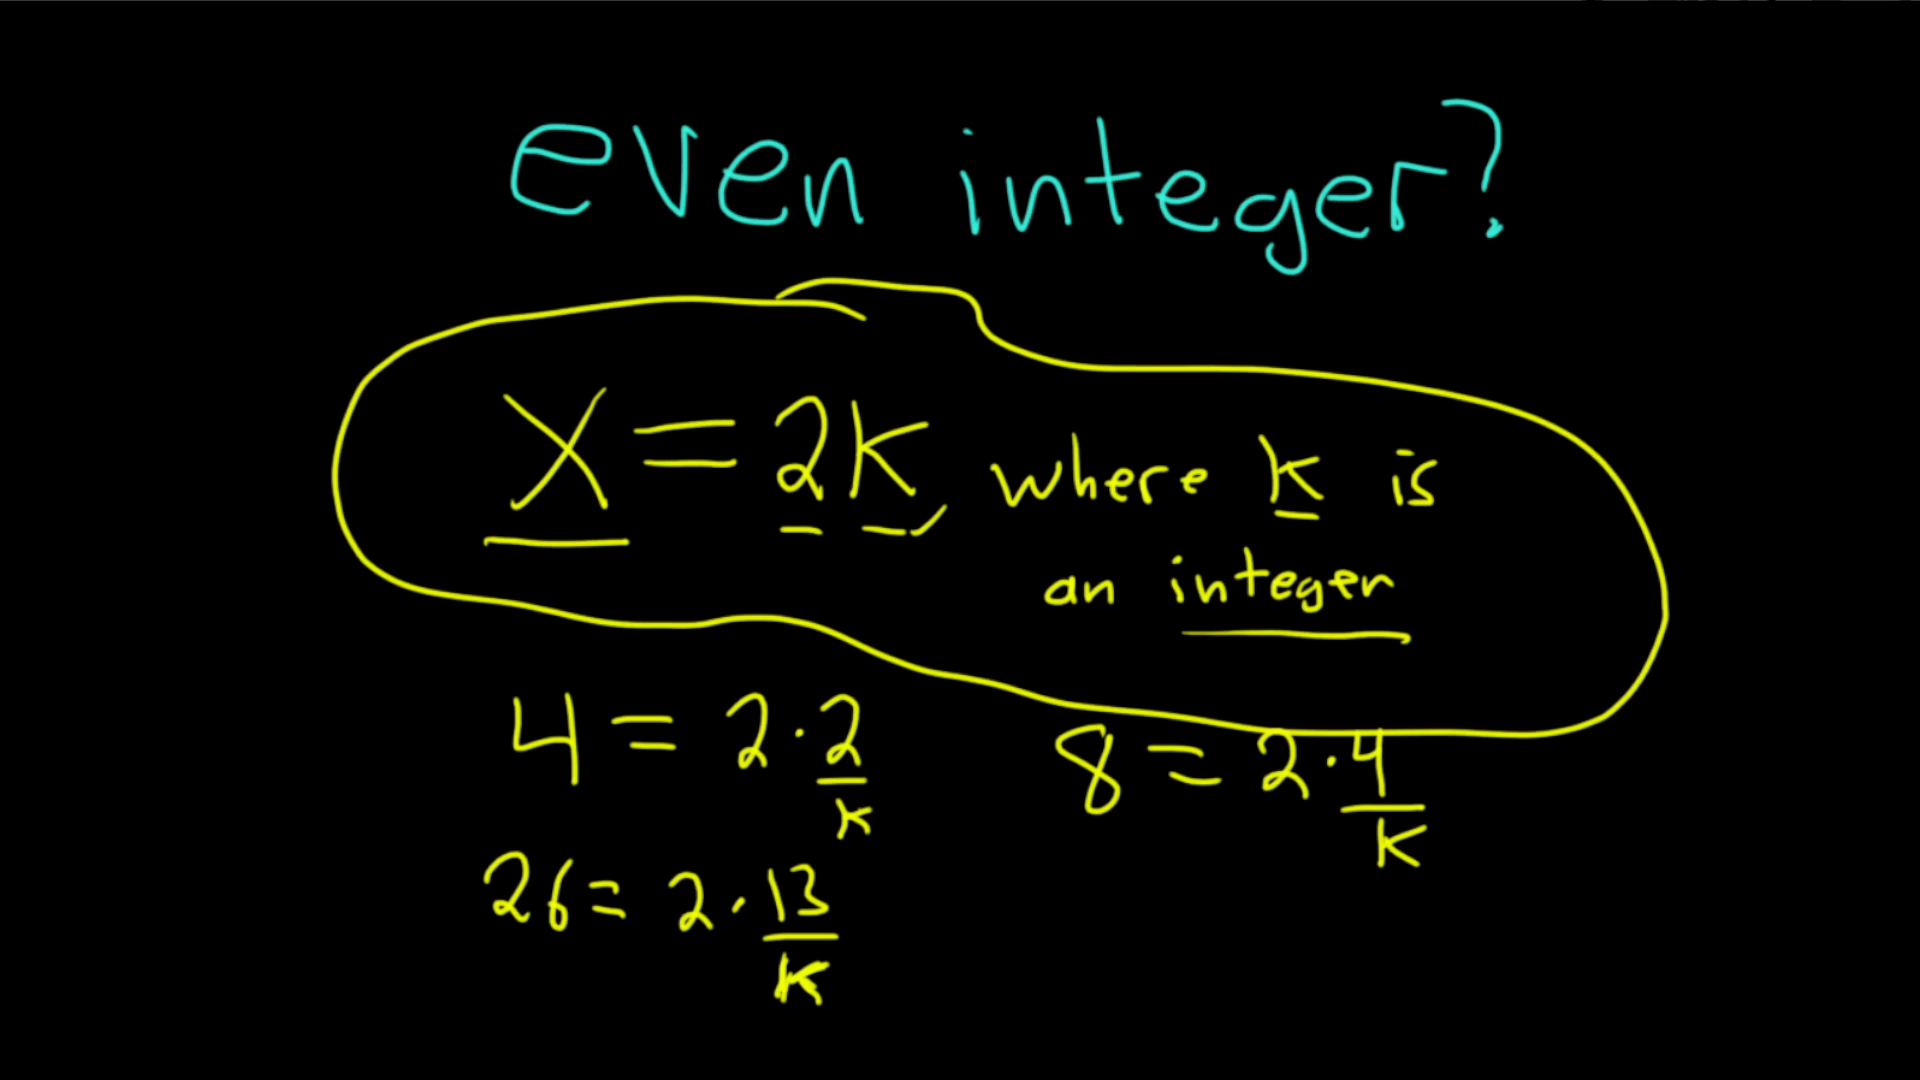 even integer?
x = 2k, where k is
an integer
4 = 2·2
k
8 = 2·4
k
26 = 2·13
k